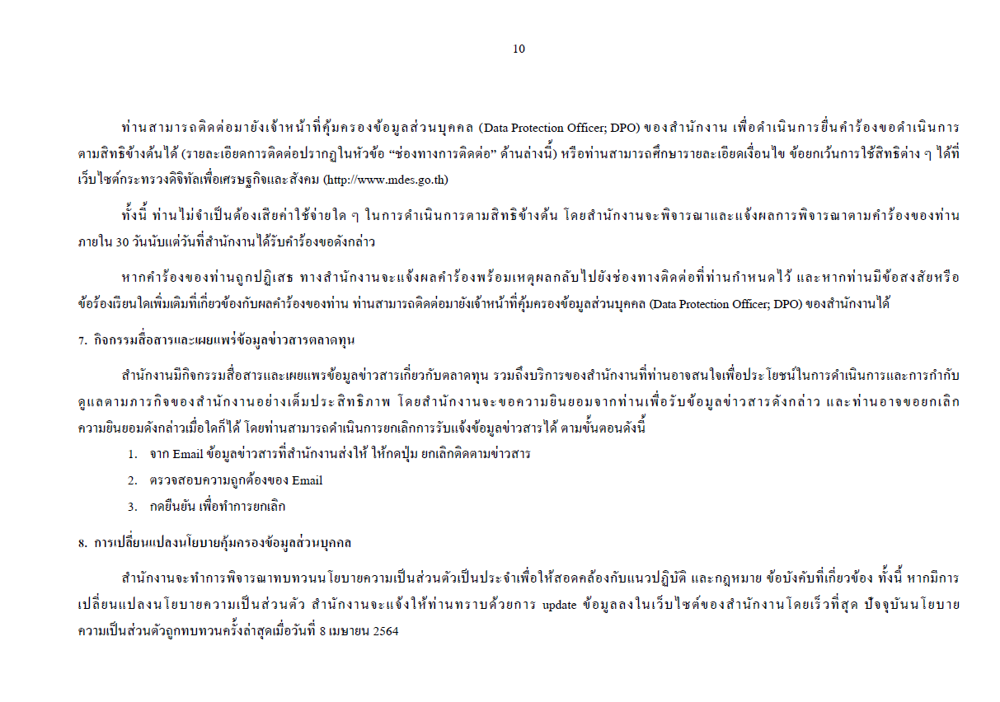 10
ท่านสามารถติดต่อมายังเจ้าหน้าที่คุ้มครองข้อมูลส่วนบุคคล (Data Protection Officer; DPO) ของสำนักงาน เพื่อดำเนินการยื่นคำร้องขอดำเนินการ
ตามสิทธิข้างต้นได้ (รายละเอียดการติดต่อปรากฏในหัวข้อ “ช่องทางการติดต่อ” ด้านล่างนี้) หรือท่านสามารถศึกษารายละเอียดเงื่อนไข ข้อยกเว้นการใช้สิทธิต่าง ๆ ได้ที่
เว็บไซต์กระทรวงดิจิทัลเพื่อเศรษฐกิจและสังคม (http://www.mdes.go.th)
ทั้งนี้ ท่านไม่จำเป็นต้องเสียค่าใช้จ่ายใด ๆ ในการดำเนินการตามสิทธิข้างต้น โดยสำนักงานจะพิจารณาและแจ้งผลการพิจารณาตามคำร้องของท่าน
ภายใน 30 วันนับแต่วันที่สำนักงานได้รับคำร้องขอดังกล่าว
หากคำร้องของท่านถูกปฏิเสธ ทางสำนักงานจะแจ้งผลคำร้องพร้อมเหตุผลกลับไปยังช่องทางติดต่อที่ท่านกำหนดไว้ และหากท่านมีข้อสงสัยหรือ
ข้อร้องเรียนใดเพิ่มเติมที่เกี่ยวข้องกับผลคำร้องของท่าน ท่านสามารถติดต่อมายังเจ้าหน้าที่คุ้มครองข้อมูลส่วนบุคคล (Data Protection Officer; DPO) ของสำนักงานได้
7. กิจกรรมสื่อสารและเผยแพร่ข้อมูลข่าวสารตลาดทุน
สำนักงานมีกิจกรรมสื่อสารและเผยแพรข้อมูลข่าวสารเกี่ยวกับตลาดทุน รวมถึงบริการของสำนักงานที่ท่านอาจสนใจเพื่อประโยชน์ในการดำเนินการและการกำกับ
ดูแลตามภารกิจของสำนักงานอย่างเต็มประสิทธิภาพ โดยสำนักงานจะขอความยินยอมจากท่านเพื่อรับข้อมูลข่าวสารดังกล่าว และท่านอาจขอยกเลิก
ความยินยอมดังกล่าวเมื่อใดก็ได้ โดยท่านสามารถดำเนินการยกเลิกการรับแจ้งข้อมูลข่าวสารได้ ตามขั้นตอนดังนี้
1. จาก Email ข้อมูลข่าวสารที่สำนักงานส่งให้ ให้กดปุ่ม ยกเลิกติดตามข่าวสาร
2. ตรวจสอบความถูกต้องของ Email
3. กดยืนยัน เพื่อทำการยกเลิก
8. การเปลี่ยนแปลงนโยบายคุ้มครองข้อมูลส่วนบุคคล
สำนักงานจะทำการพิจารณาทบทวนนโยบายความเป็นส่วนตัวเป็นประจำเพื่อให้สอดคล้องกับแนวปฏิบัติ และกฎหมาย ข้อบังคับที่เกี่ยวข้อง ทั้งนี้ หากมีการ
เปลี่ยนแปลงนโยบายความเป็นส่วนตัว สำนักงานจะแจ้งให้ท่านทราบด้วยการ update ข้อมูลลงในเว็บไซต์ของสำนักงานโดยเร็วที่สุด ปัจจุบันนโยบาย
ความเป็นส่วนตัวถูกทบทวนครั้งล่าสุดเมื่อวันที่ 8 เมษายน 2564